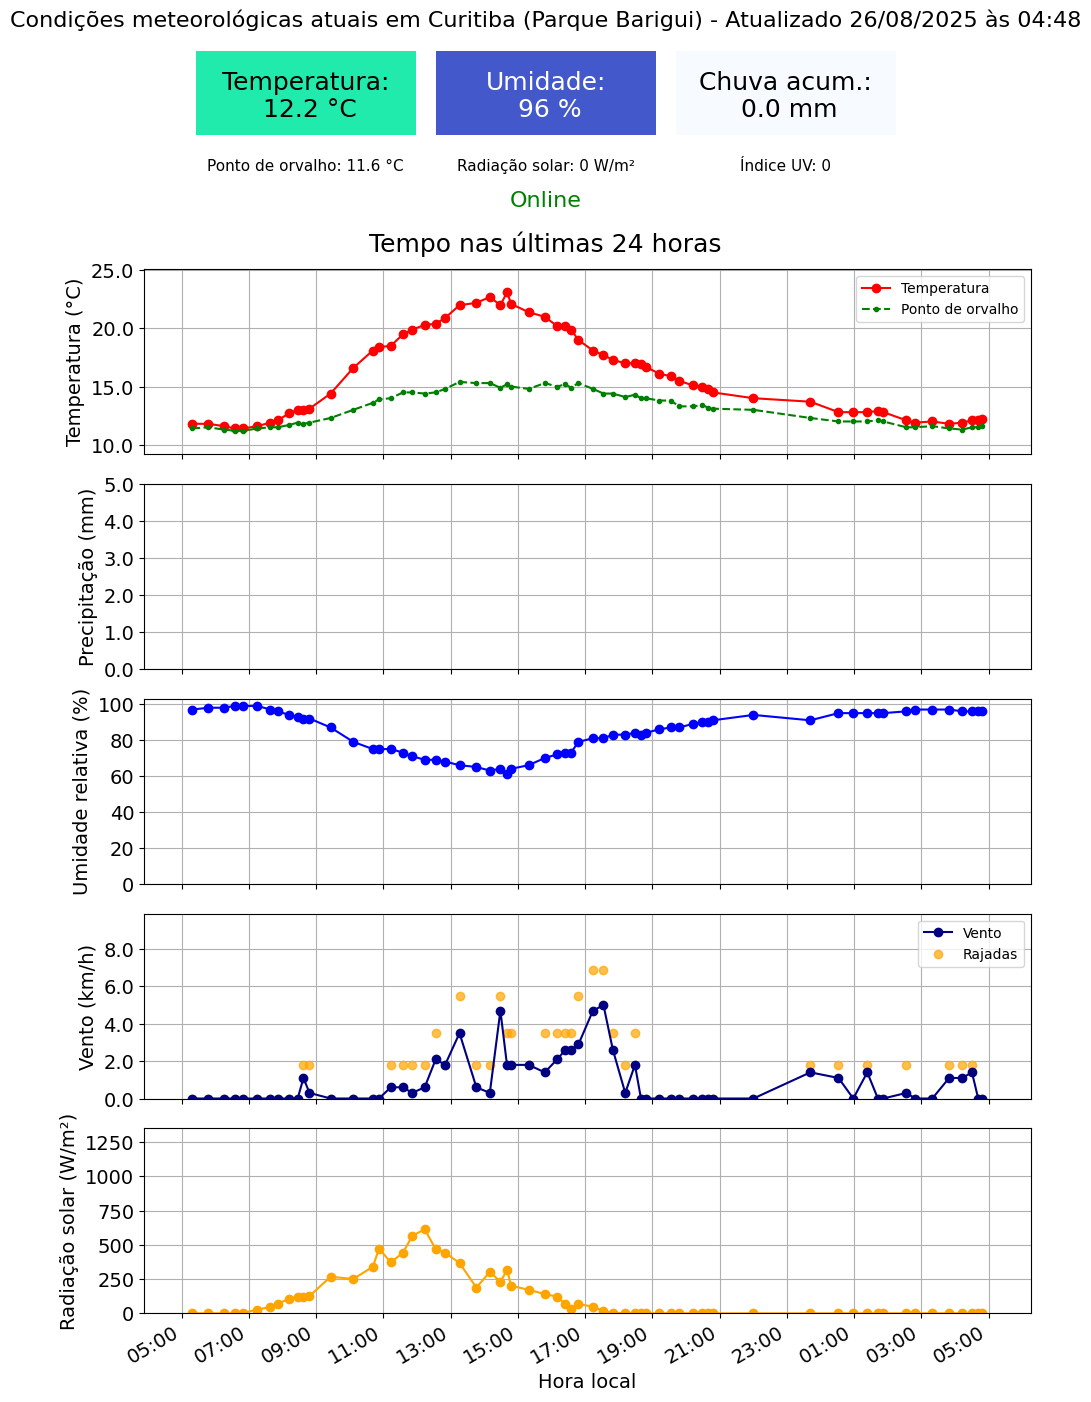 Condições meteorológicas atuais em Curitiba (Parque Barigui) - Atualizado 26/08/2025 às 04:48
Temperatura:
12.2 °C
Umidade:
96 %
Chuva acum.:
0.0 mm
Ponto de orvalho: 11.6 °C
Radiação solar: 0 W/m²
Índice UV: 0
Online
Tempo nas últimas 24 horas
Temperatura (°C)
25.0
20.0
15.0
10.0
Temperatura
Ponto de orvalho
Precipitação (mm)
5.0
4.0
3.0
2.0
1.0
0.0
Umidade relativa (%)
100
80
60
40
20
0
Vento (km/h)
8.0
6.0
4.0
2.0
0.0
Vento
Rajadas
Radiação solar (W/m²)
1250
1000
750
500
250
0
05:00
07:00
09:00
11:00
13:00
15:00
17:00
19:00
21:00
23:00
01:00
03:00
05:00
Hora local